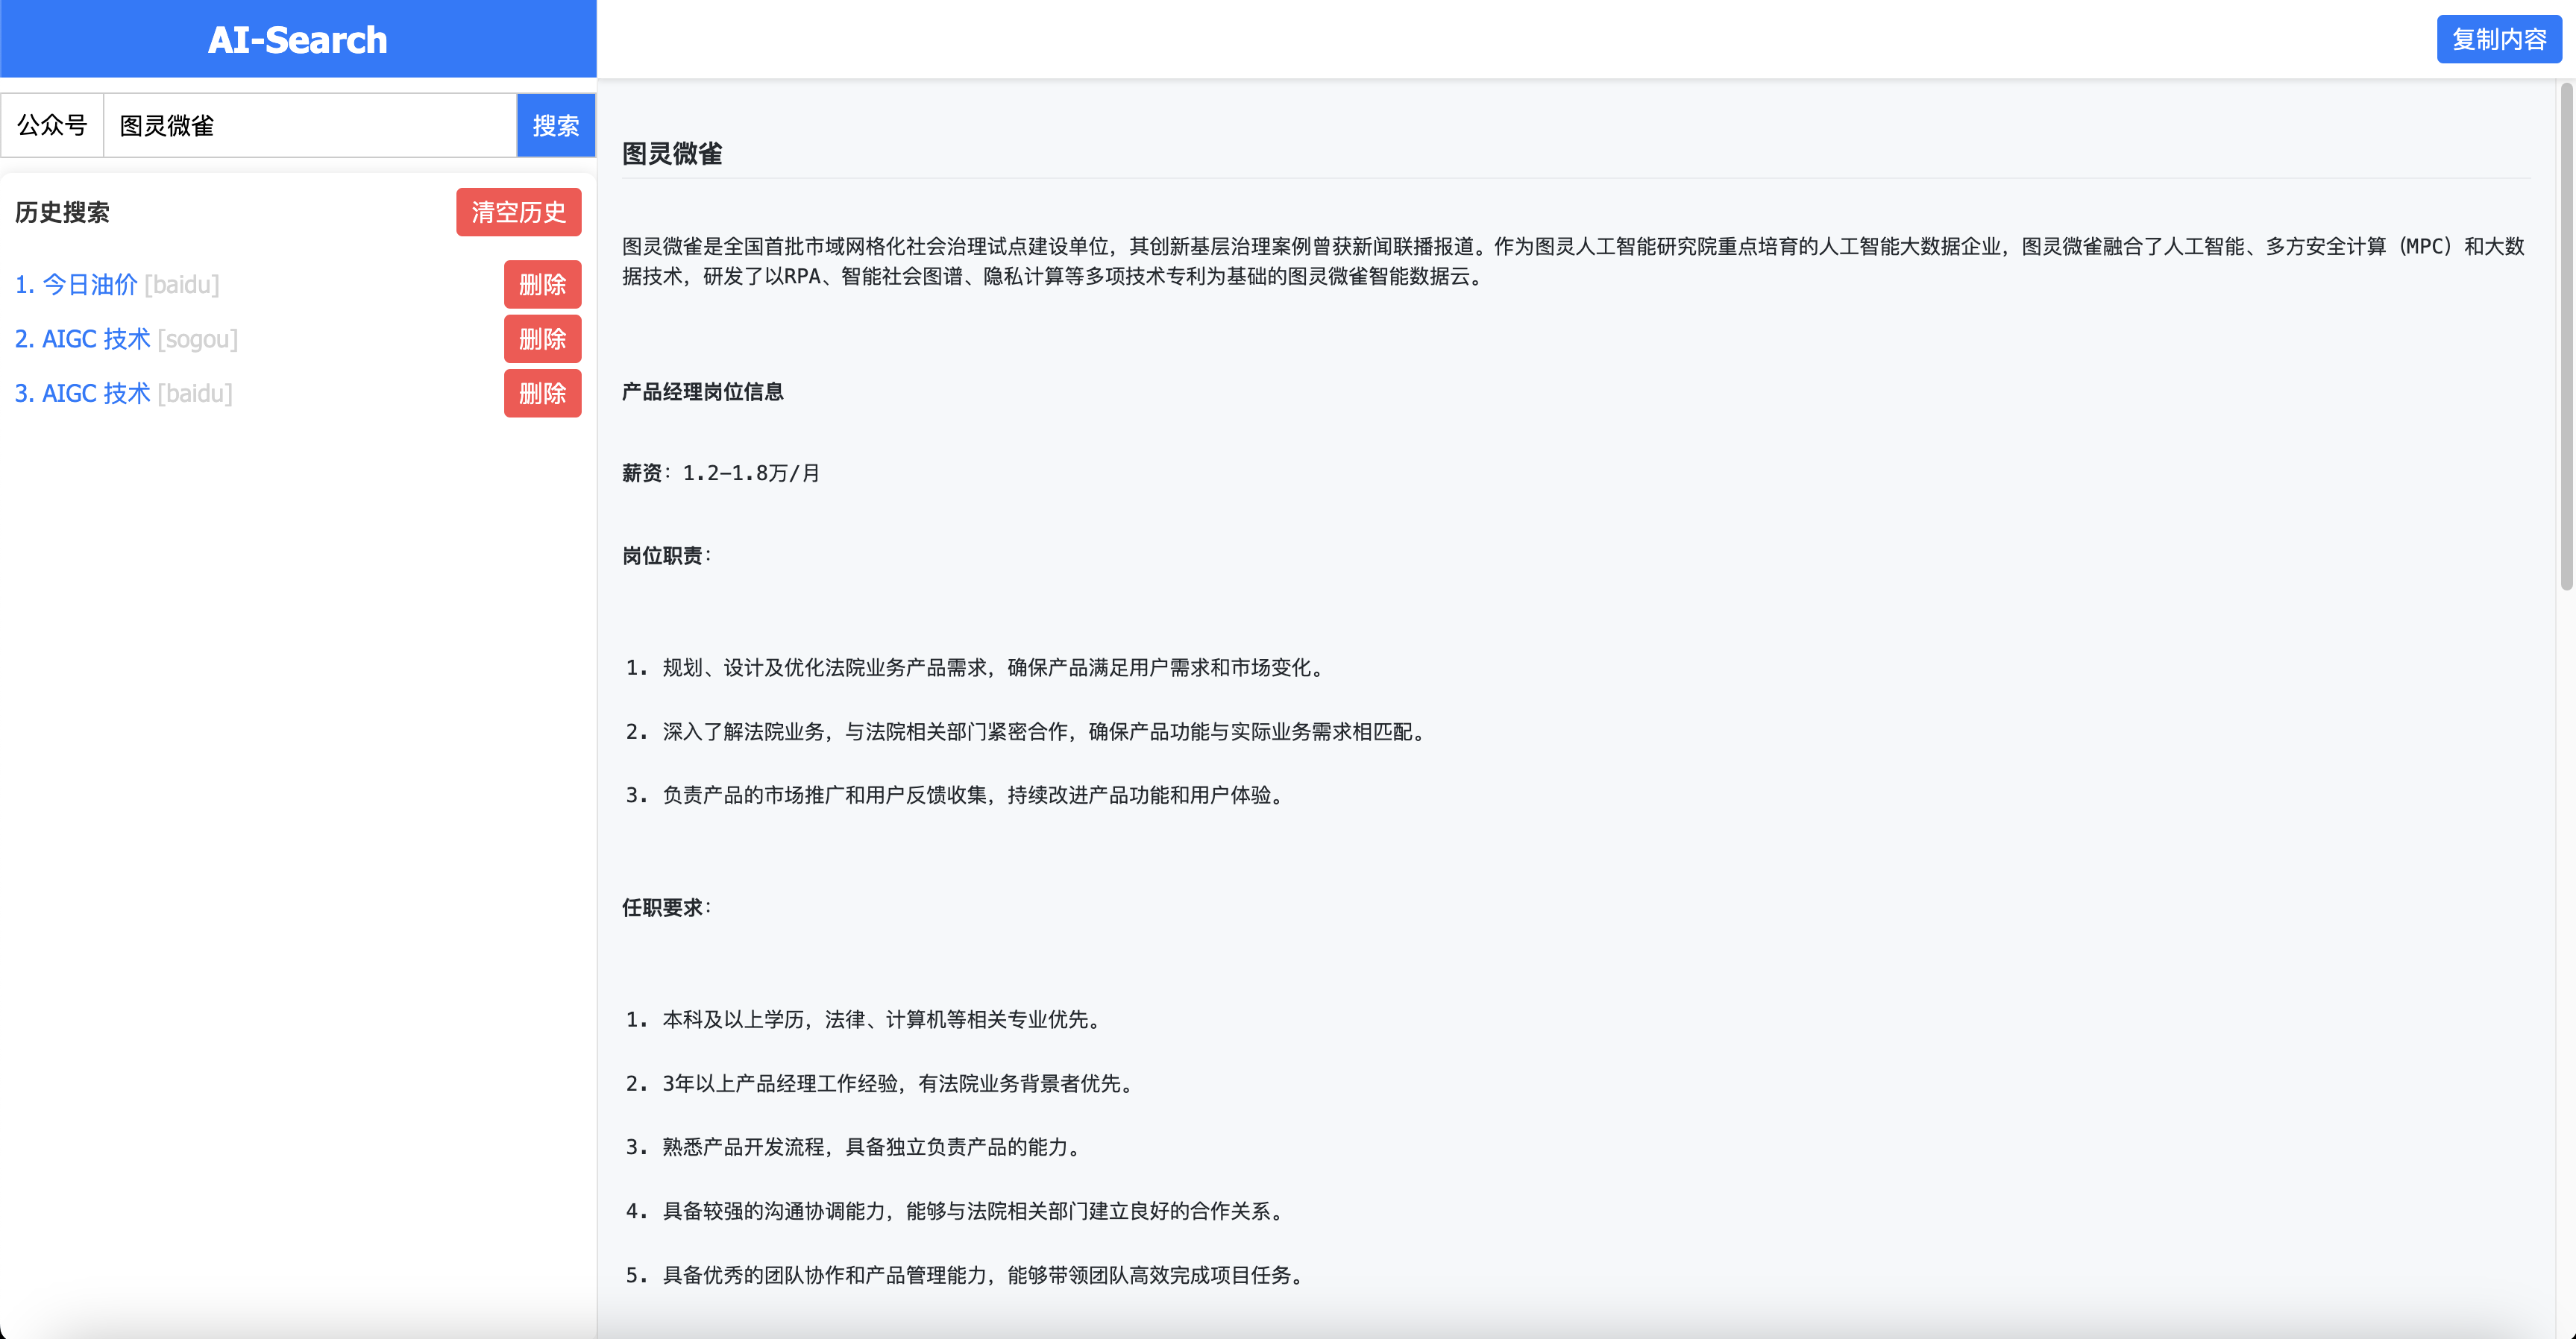 AI-Search
复制内容
公众号
图灵微雀
搜索
历史搜索
清空历史
1. 今日油价 [baidu]
删除
2. AIGC 技术 [sogou]
删除
3. AIGC 技术 [baidu]
删除
图灵微雀
图灵微雀是全国首批市域网格化社会治理试点建设单位，其创新基层治理案例曾获新闻联播报道。作为图灵人工智能研究院重点培育的人工智能大数据企业，图灵微雀融合了人工智能、多方安全计算（MPC）和大数
据技术，研发了以RPA、智能社会图谱、隐私计算等多项技术专利为基础的图灵微雀智能数据云。
产品经理岗位信息
薪资：1.2-1.8万/月
岗位职责：
1. 规划、设计及优化法院业务产品需求，确保产品满足用户需求和市场变化。
2. 深入了解法院业务，与法院相关部门紧密合作，确保产品功能与实际业务需求相匹配。
3. 负责产品的市场推广和用户反馈收集，持续改进产品功能和用户体验。
任职要求：
1. 本科及以上学历，法律、计算机等相关专业优先。
2. 3年以上产品经理工作经验，有法院业务背景者优先。
3. 熟悉产品开发流程，具备独立负责产品的能力。
4. 具备较强的沟通协调能力，能够与法院相关部门建立良好的合作关系。
5. 具备优秀的团队协作和产品管理能力，能够带领团队高效完成项目任务。